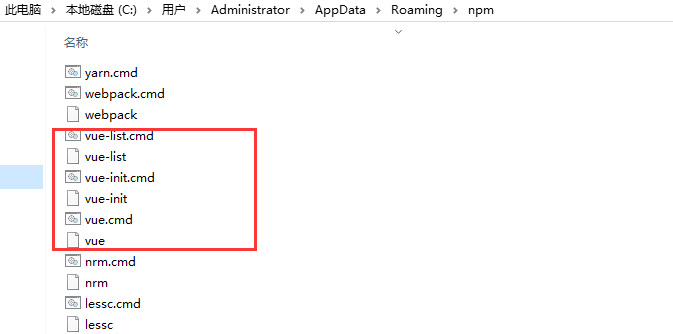 此电脑 > 本地磁盘 (C:) > 用户 > Administrator > AppData > Roaming > npm
名称
yarn.cmd
webpack.cmd
webpack
vue-list.cmd
vue-list
vue-init.cmd
vue-init
vue.cmd
vue
nrm.cmd
nrm
lessc.cmd
lessc